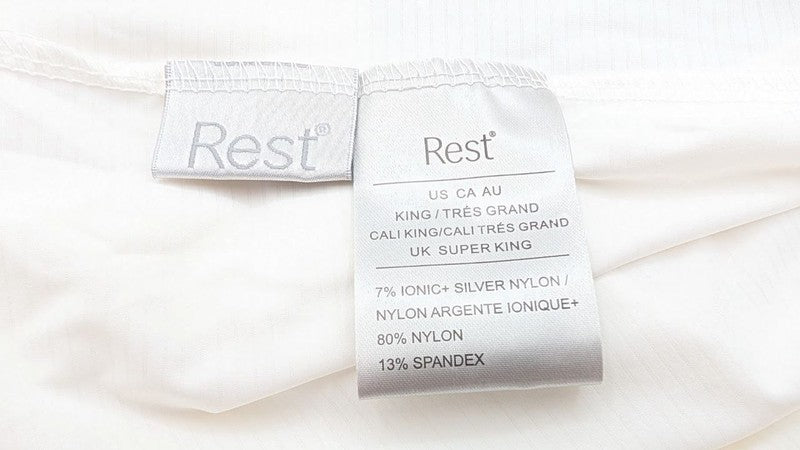 Rest®
Rest®
US CA AU
KING / TRÉS GRAND
CALI KING/CALI TRÉS GRAND
UK SUPER KING
7% IONIC+ SILVER NYLON /
NYLON ARGENTE IONIQUE+
80% NYLON
13% SPANDEX